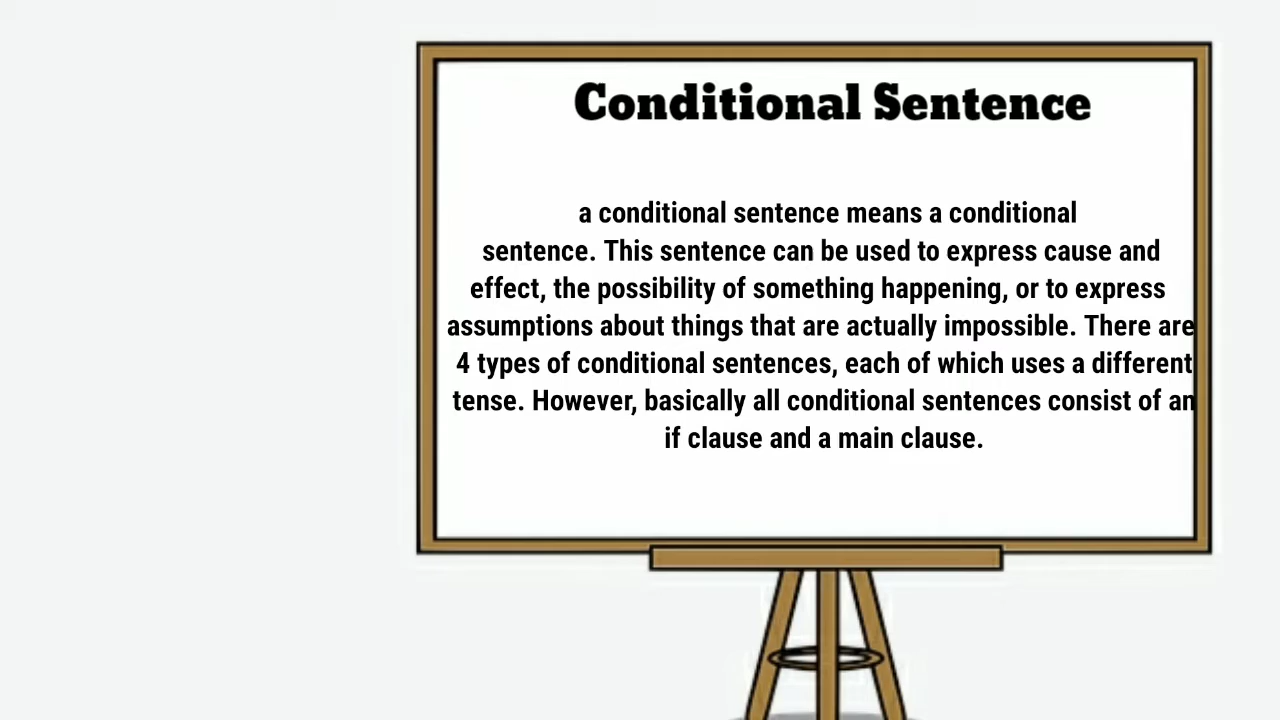 Conditional Sentence
a conditional sentence means a conditional
sentence. This sentence can be used to express cause and
effect, the possibility of something happening, or to express
assumptions about things that are actually impossible. There are
4 types of conditional sentences, each of which uses a different
tense. However, basically all conditional sentences consist of an
if clause and a main clause.